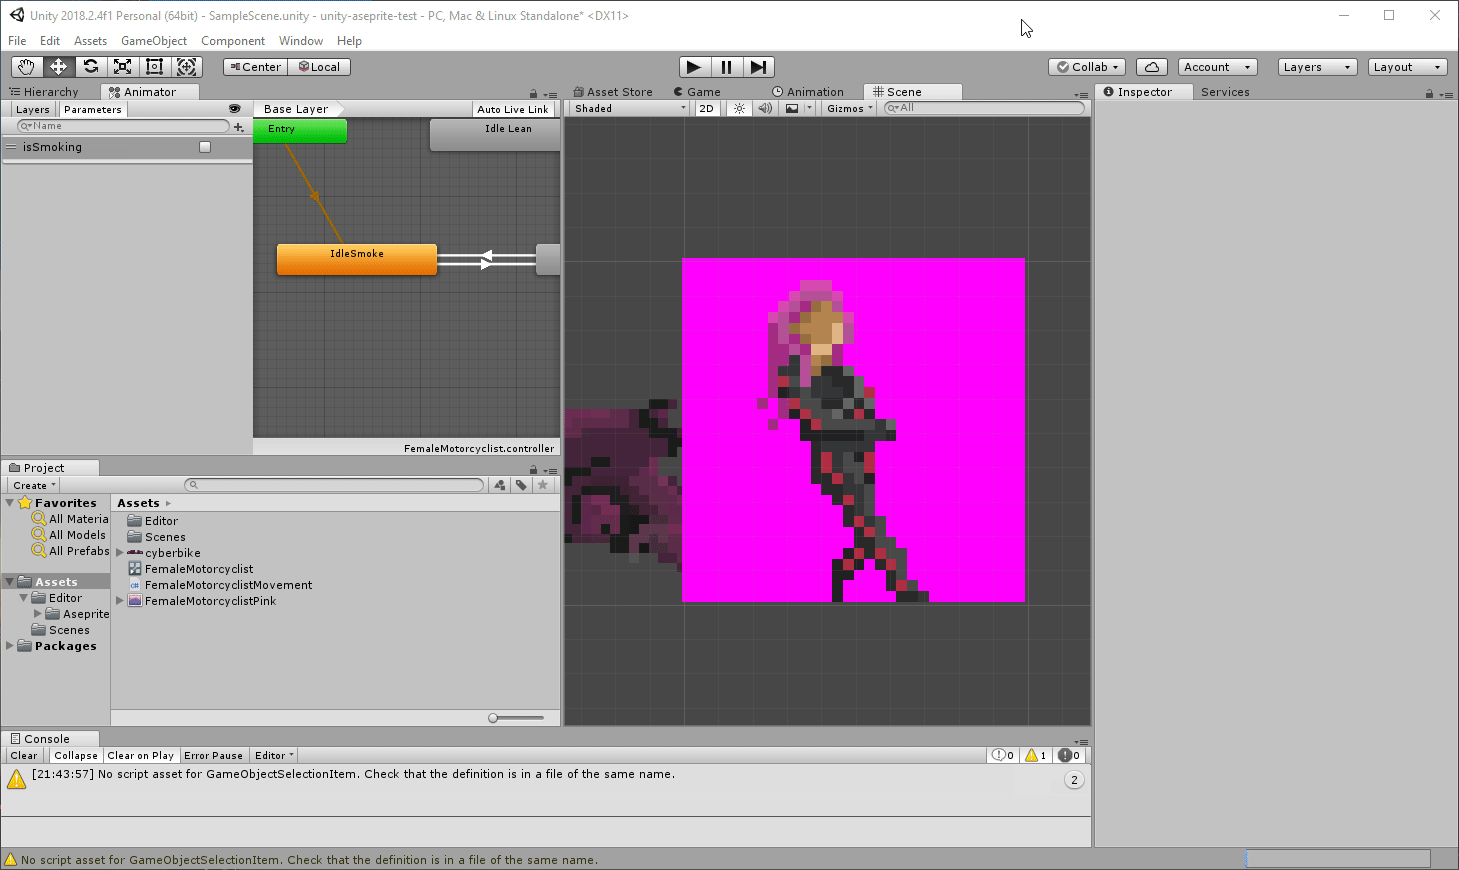 Unity 2018.2.4f1 Personal (64bit) - SampleScene.unity - unity-aseprite-test - PC, Mac & Linux Standalone* <DX11>
File Edit Assets GameObject Component Window Help
Center Local Collab Account Layers Layout
Hierarchy Animator Asset Store Game Animation Scene Inspector Services
Layers Parameters Base Layer Auto Live Link Shaded 2D Gizmos All
Name
Entry Idle Lean
isSmoking
IdleSmoke
FemaleMotorcyclist.controller
Project
Create
Favorites Assets
All Materia
All Models
All Prefabs
Editor
Scenes
cyberbike
FemaleMotorcyclist
FemaleMotorcyclistMovement
FemaleMotorcyclistPink
Assets
Editor
Aseprite
Scenes
Packages
Console
Clear Collapse Clear on Play Error Pause Editor 0 1 0
[21:43:57] No script asset for GameObjectSelectionItem. Check that the definition is in a file of the same name. 2
No script asset for GameObjectSelectionItem. Check that the definition is in a file of the same name.